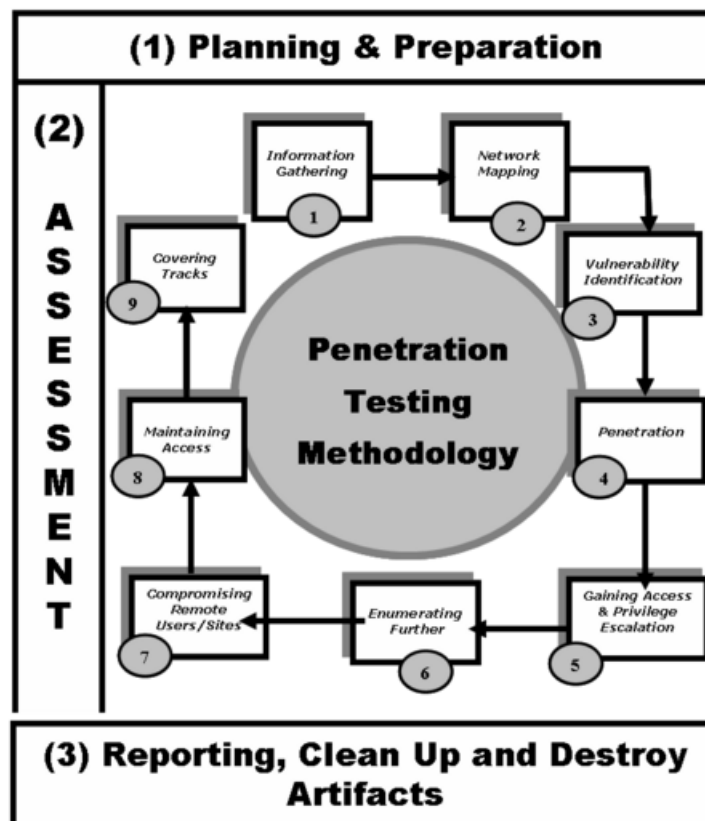 (1) Planning & Preparation
(2)
A
S
S
E
S
S
M
E
N
T
Information
Gathering
1
Network
Mapping
2
Vulnerability
Identification
3
Penetration
4
Gaining Access
& Privilege
Escalation
5
Enumerating
Further
6
Compromising
Remote
Users/Sites
7
Maintaining
Access
8
Covering
Tracks
9
Penetration
Testing
Methodology
(3) Reporting, Clean Up and Destroy
Artifacts